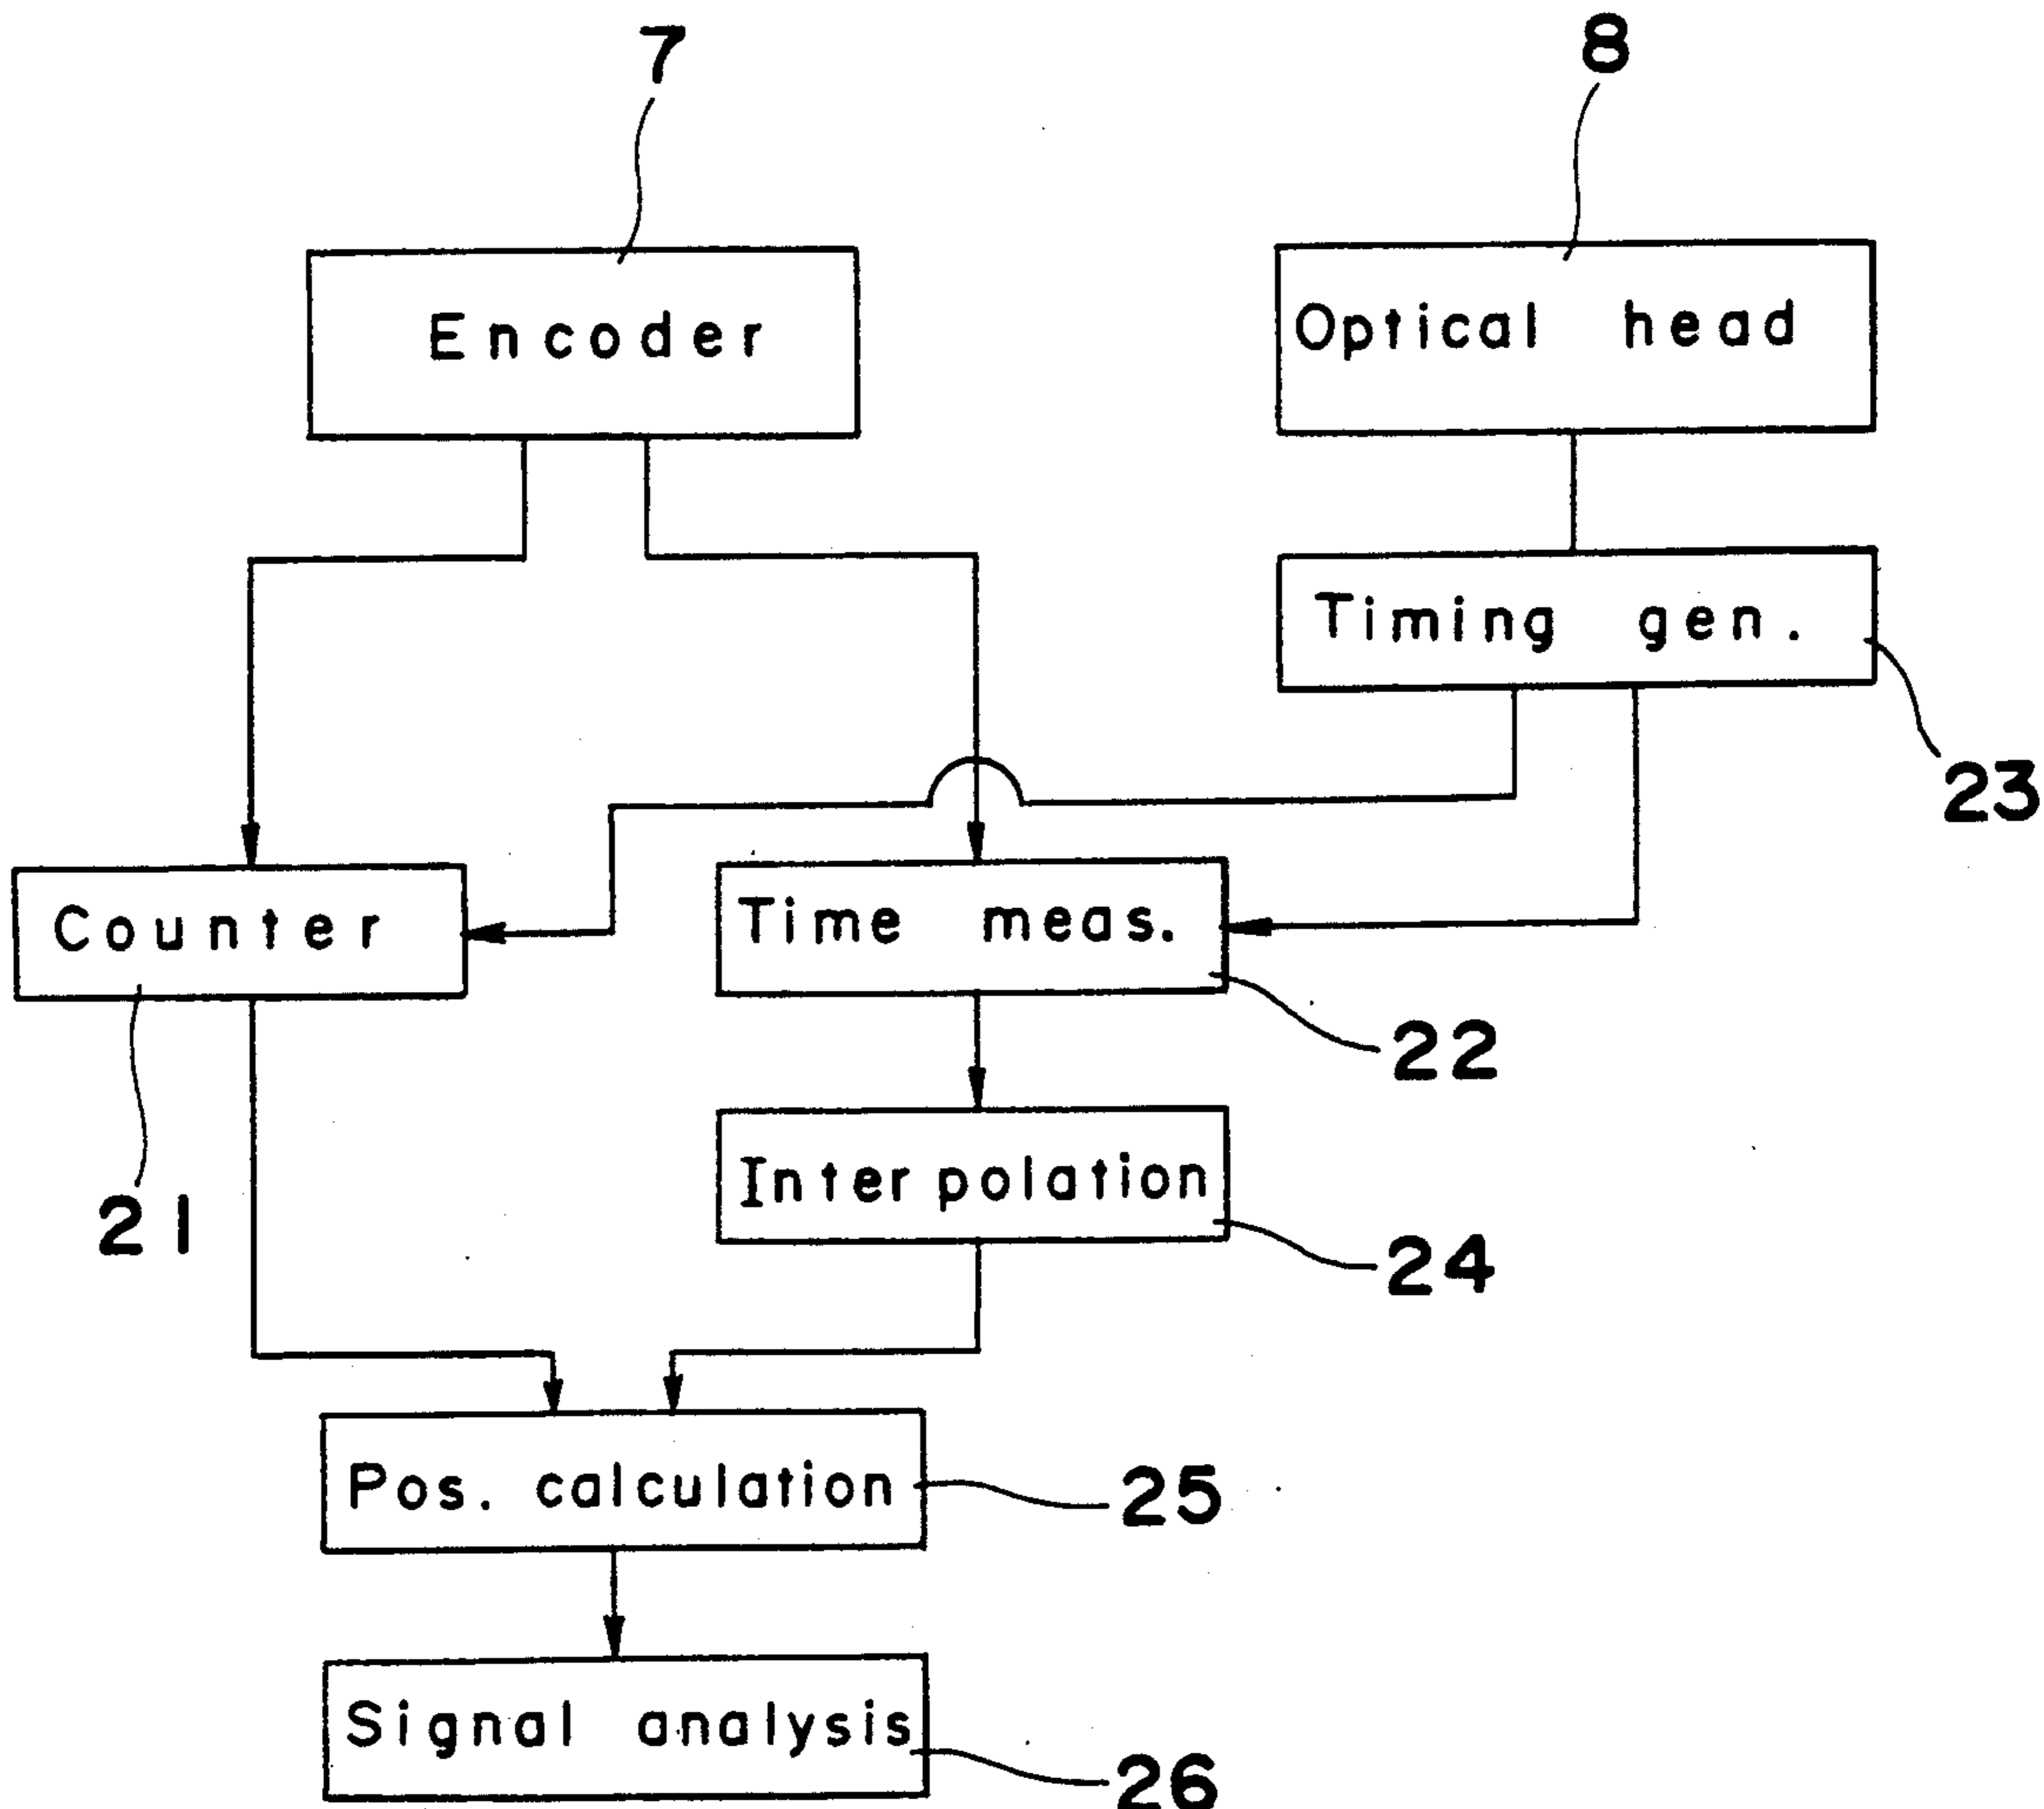 7
8
Encoder
Optical head
Timing gen.
23
Counter
Time meas.
22
21
Interpolation
24
Pos. calculation
25
Signal analysis
26